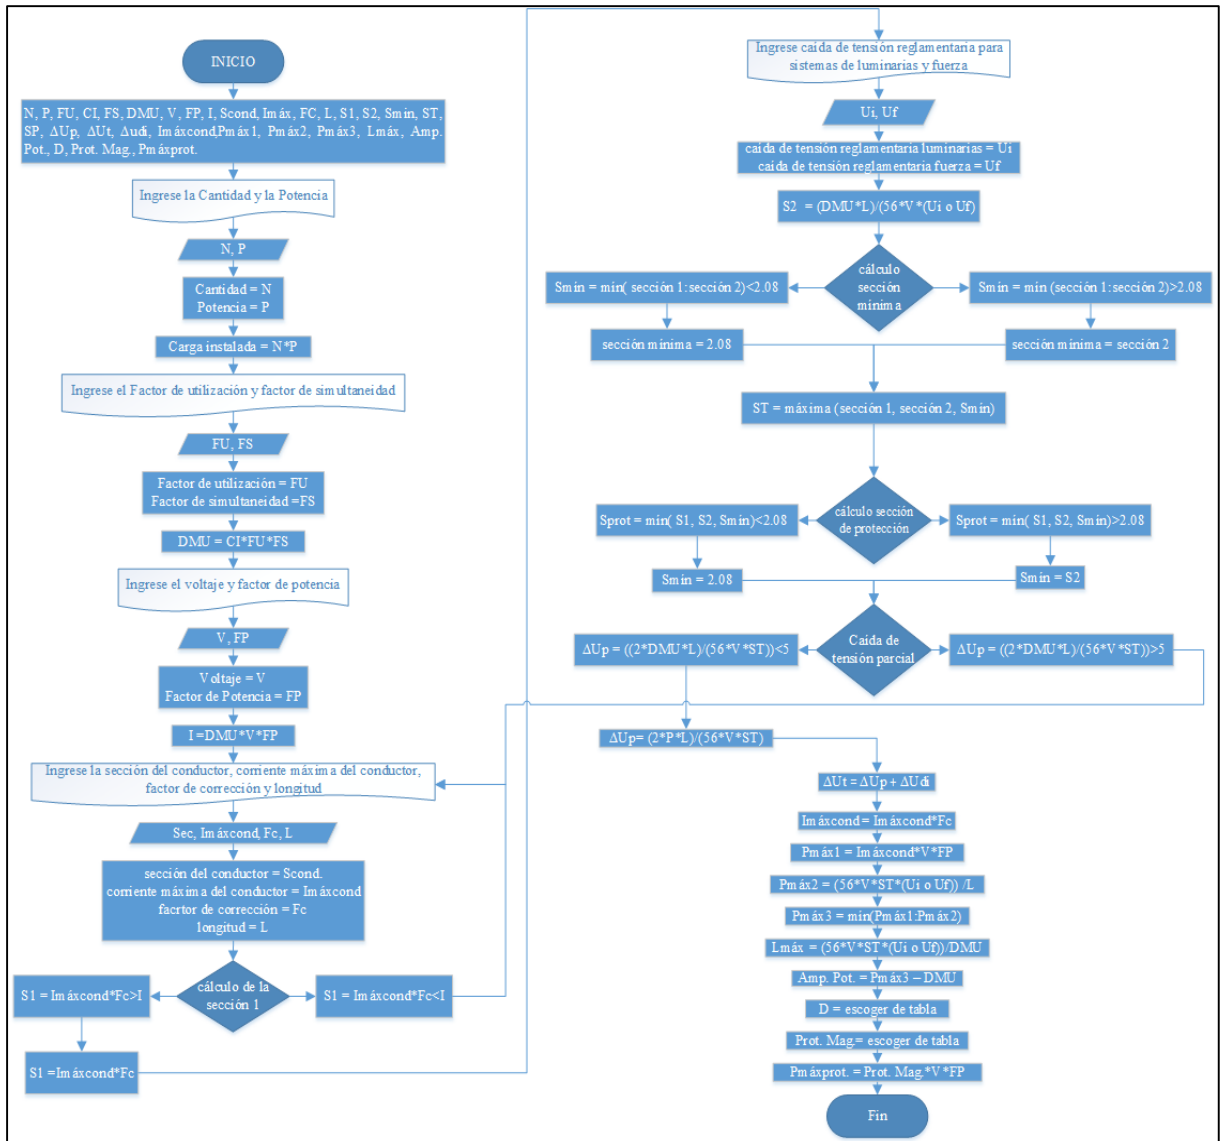 INICIO
N, P, FU, CI, FS, DMU, V, FP, I, Scond, Imáx, FC, L, S1, S2, Smin, ST,
SP, ΔUp, ΔUt, Δudi, Imáxcond,Pmáx1, Pmáx2, Pmáx3, Lmáx, Amp.
Pot., D, Prot. Mag., Pmáxprot.
Ingrese la Cantidad y la Potencia
N, P
Cantidad = N
Potencia = P
Carga instalada = N*P
Ingrese el Factor de utilización y factor de simultaneidad
FU, FS
Factor de utilización = FU
Factor de simultaneidad =FS
DMU = CI*FU*FS
Ingrese el voltaje y factor de potencia
V, FP
Voltaje = V
Factor de Potencia = FP
I =DMU*V*FP
Ingrese la sección del conductor, corriente máxima del conductor,
factor de corrección y longitud
Sec, Imáxcond, Fc, L
sección del conductor = Scond.
corriente máxima del conductor = Imáxcond
facrtor de corrección = Fc
longitud = L
cálculo de la
sección 1
S1 = Imáxcond*Fc>I
S1 = Imáxcond*Fc<I
S1 =Imáxcond*Fc
Ingrese caída de tensión reglamentaria para
sistemas de luminarias y fuerza
Ui, Uf
caída de tensión reglamentaria luminarias = Ui
caída de tensión reglamentaria fuerza = Uf
S2 = (DMU*L)/(56*V*(Ui o Uf)
cálculo
sección
mínima
Smin = min( sección 1:sección 2)<2.08
Smin = min (sección 1:sección 2)>2.08
sección mínima = 2.08
sección mínima = sección 2
ST = máxima (sección 1, sección 2, Smin)
cálculo sección
de protección
Sprot = min( S1, S2, Smin)<2.08
Sprot = min( S1, S2, Smin)>2.08
Smin = 2.08
Smin = S2
Caída de
tensión parcial
ΔUp = ((2*DMU*L)/(56*V*ST))<5
ΔUp = ((2*DMU*L)/(56*V*ST))>5
ΔUp= (2*P*L)/(56*V*ST)
ΔUt = ΔUp + ΔUdi
Imáxcond= Imáxcond*Fc
Pmáx1 = Imáxcond*V*FP
Pmáx2 = (56*V*ST*(Ui o Uf)) /L
Pmáx3 = min(Pmáx1:Pmáx2)
Lmáx = (56*V*ST*(Ui o Uf))/DMU
Amp. Pot. = Pmáx3 – DMU
D = escoger de tabla
Prot. Mag.= escoger de tabla
Pmáxprot. = Prot. Mag.*V*FP
Fin